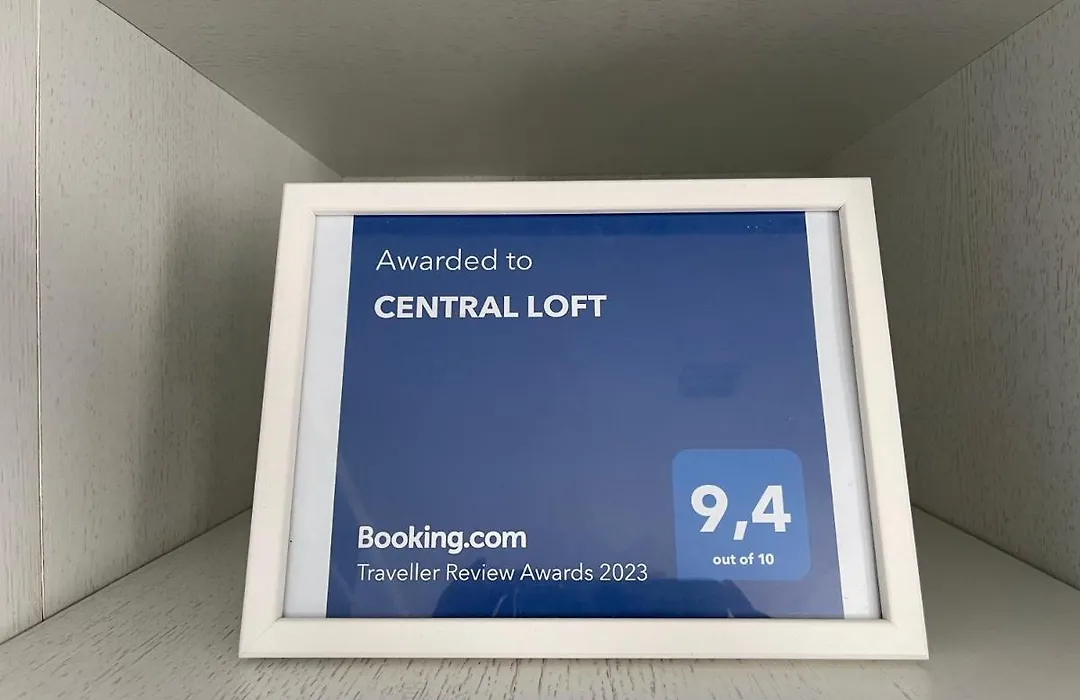 Awarded to
CENTRAL LOFT
9,4
out of 10
Booking.com
Traveller Review Awards 2023